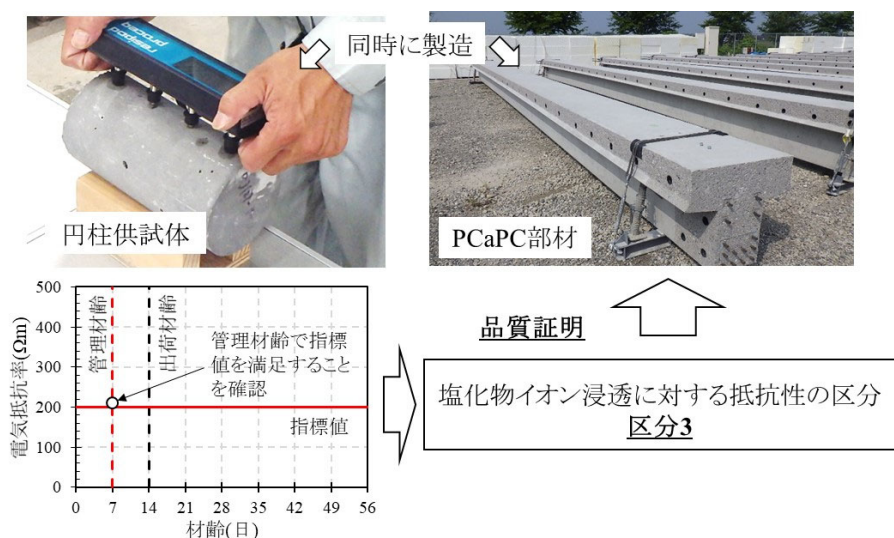 同時に製造
resipod
proceq
円柱供試体
PCaPC部材
500
400
300
200
100
0
電気抵抗率(Ωm)
管理材齢
出荷材齢
管理材齢で指標
値を満足すること
を確認
指標値
0 7 14 21 28 35 42 49 56
材齢(日)
品質証明
塩化物イオン浸透に対する抵抗性の区分
区分3